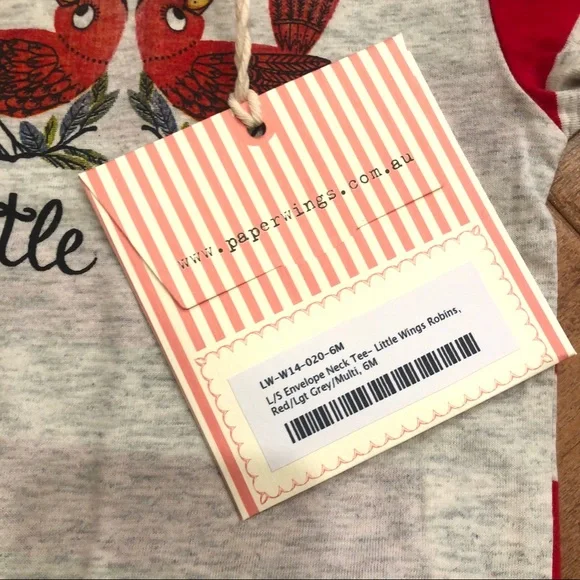 www.paperwings.com.au
LW-W14-020-6M
L/S Envelope Neck Tee- Little Wings Robins,
Red/Lgt Grey/Multi, 6M